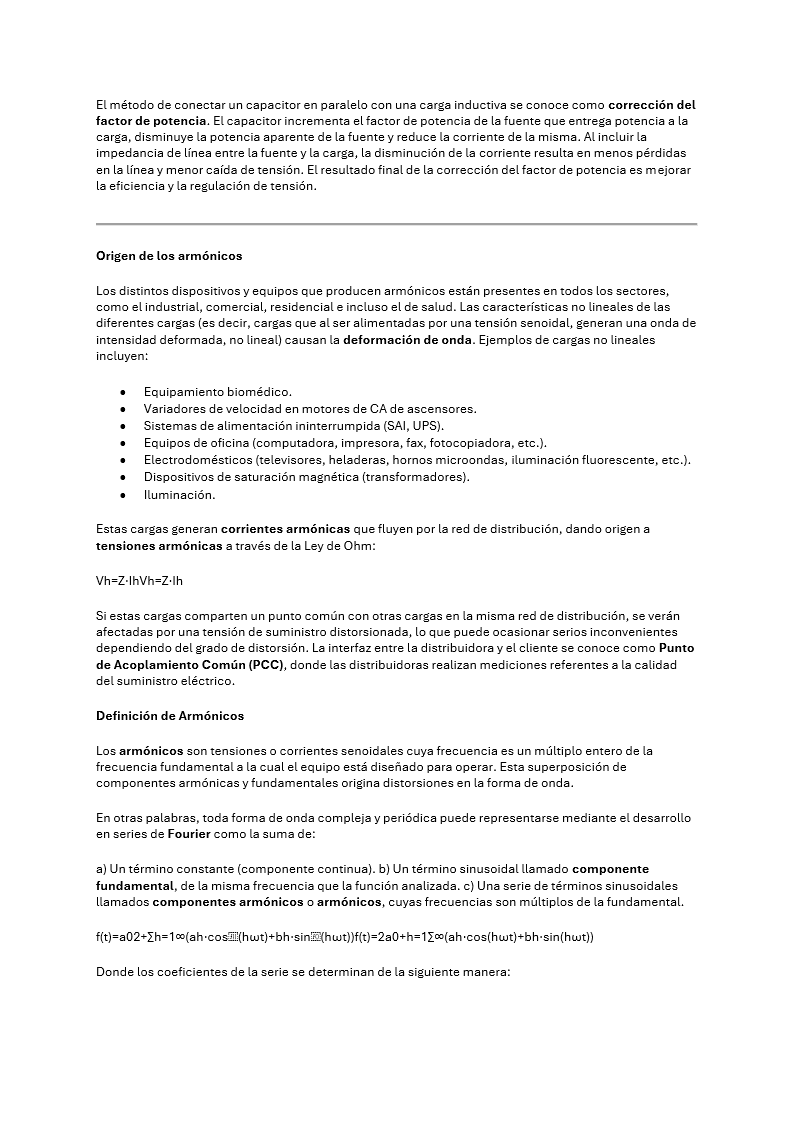 El método de conectar un capacitor en paralelo con una carga inductiva se conoce como corrección del
factor de potencia. El capacitor incrementa el factor de potencia de la fuente que entrega potencia a la
carga, disminuye la potencia aparente de la fuente y reduce la corriente de la misma. Al incluir la
impedancia de línea entre la fuente y la carga, la disminución de la corriente resulta en menos pérdidas
en la línea y menor caída de tensión. El resultado final de la corrección del factor de potencia es mejorar
la eficiencia y la regulación de tensión.
Origen de los armónicos
Los distintos dispositivos y equipos que producen armónicos están presentes en todos los sectores,
como el industrial, comercial, residencial e incluso el de salud. Las características no lineales de las
diferentes cargas (es decir, cargas que al ser alimentadas por una tensión senoidal, generan una onda de
intensidad deformada, no lineal) causan la deformación de onda. Ejemplos de cargas no lineales
incluyen:
• Equipamiento biomédico.
• Variadores de velocidad en motores de CA de ascensores.
• Sistemas de alimentación ininterrumpida (SAI, UPS).
• Equipos de oficina (computadora, impresora, fax, fotocopiadora, etc.).
• Electrodomésticos (televisores, heladeras, hornos microondas, iluminación fluorescente, etc.).
• Dispositivos de saturación magnética (transformadores).
• Iluminación.
Estas cargas generan corrientes armónicas que fluyen por la red de distribución, dando origen a
tensiones armónicas a través de la Ley de Ohm:
Vh=Z⋅IhVh=Z⋅Ih
Si estas cargas comparten un punto común con otras cargas en la misma red de distribución, se verán
afectadas por una tensión de suministro distorsionada, lo que puede ocasionar serios inconvenientes
dependiendo del grado de distorsión. La interfaz entre la distribuidora y el cliente se conoce como Punto
de Acoplamiento Común (PCC), donde las distribuidoras realizan mediciones referentes a la calidad
del suministro eléctrico.
Definición de Armónicos
Los armónicos son tensiones o corrientes senoidales cuya frecuencia es un múltiplo entero de la
frecuencia fundamental a la cual el equipo está diseñado para operar. Esta superposición de
componentes armónicas y fundamentales origina distorsiones en la forma de onda.
En otras palabras, toda forma de onda compleja y periódica puede representarse mediante el desarrollo
en series de Fourier como la suma de:
a) Un término constante (componente continua). b) Un término sinusoidal llamado componente
fundamental, de la misma frecuencia que la función analizada. c) Una serie de términos sinusoidales
llamados componentes armónicos o armónicos, cuyas frecuencias son múltiplos de la fundamental.
f(t)=a02+∑h=1∞(ah⋅cos(hωt)+bh⋅sin(hωt))f(t)=2a0+h=1∑∞(ah⋅cos(hωt)+bh⋅sin(hωt))
Donde los coeficientes de la serie se determinan de la siguiente manera: